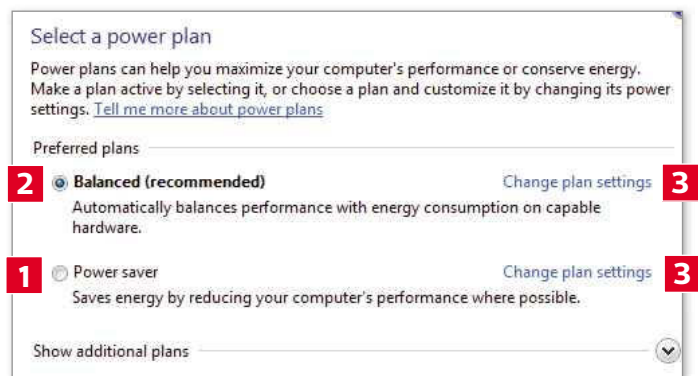 Select a power plan
Power plans can help you maximize your computer's performance or conserve energy.
Make a plan active by selecting it, or choose a plan and customize it by changing its power
settings. Tell me more about power plans
Preferred plans
2 Balanced (recommended) Change plan settings 3
Automatically balances performance with energy consumption on capable
hardware.
1 Power saver Change plan settings 3
Saves energy by reducing your computer's performance where possible.
Show additional plans